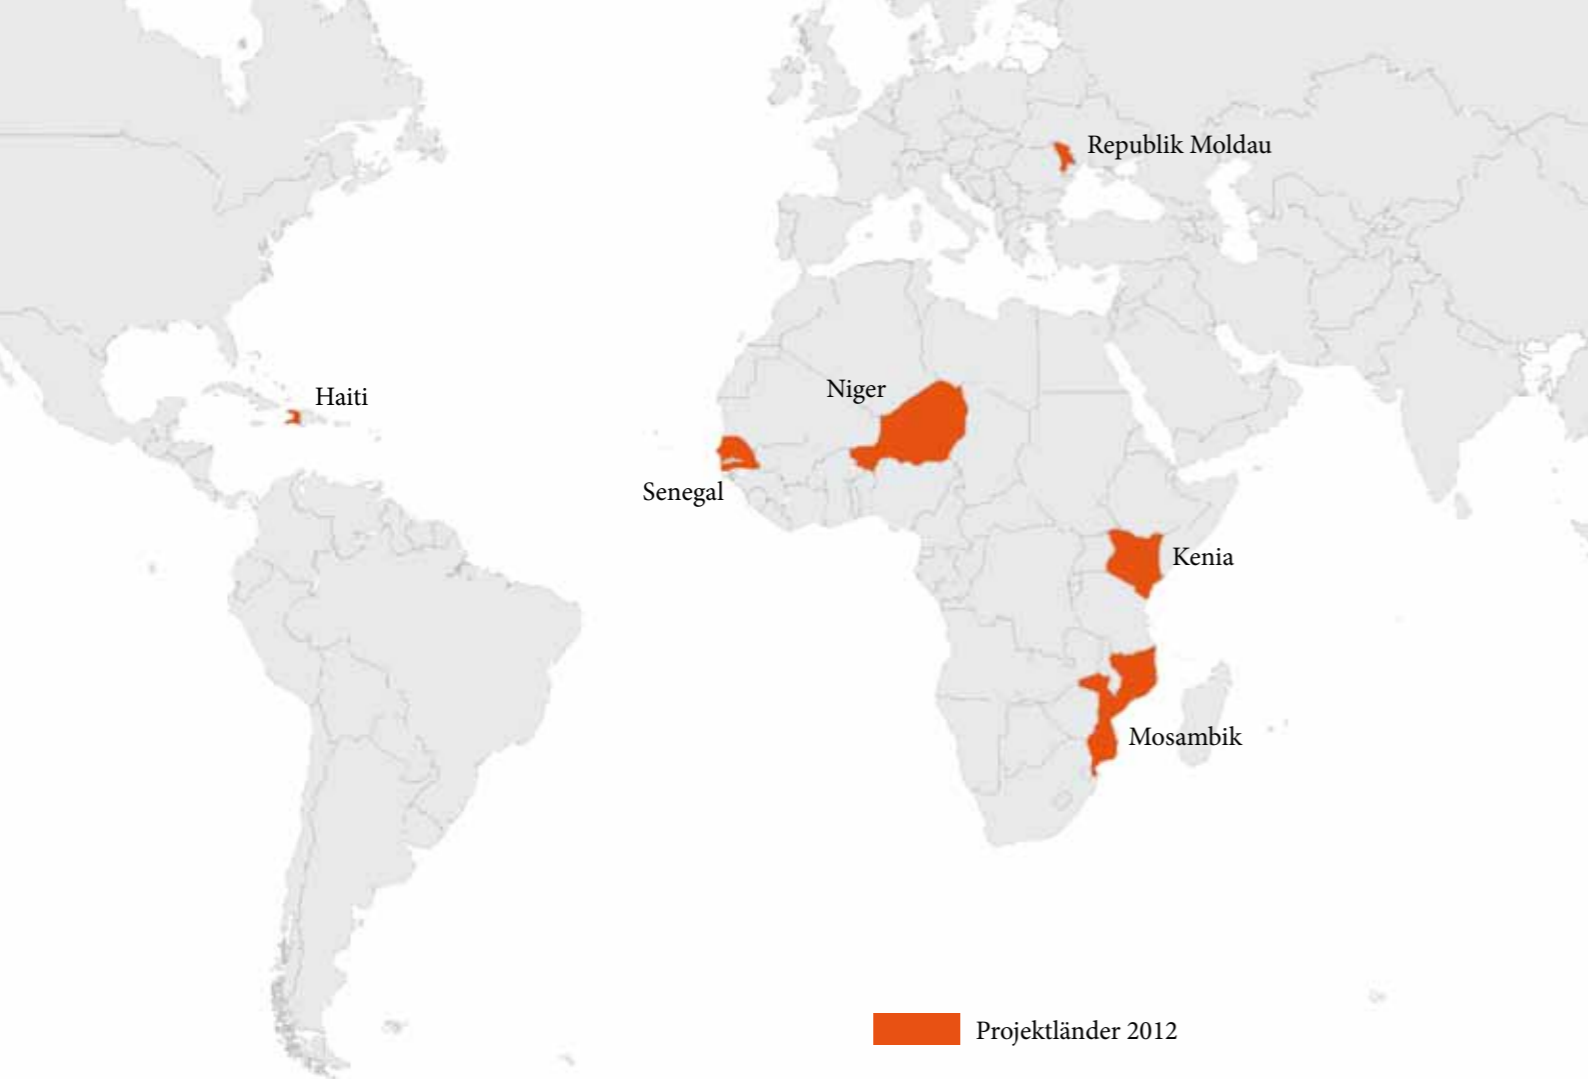 Republik Moldau
Niger
Haiti
Senegal
Kenia
Mosambik
Projektländer 2012